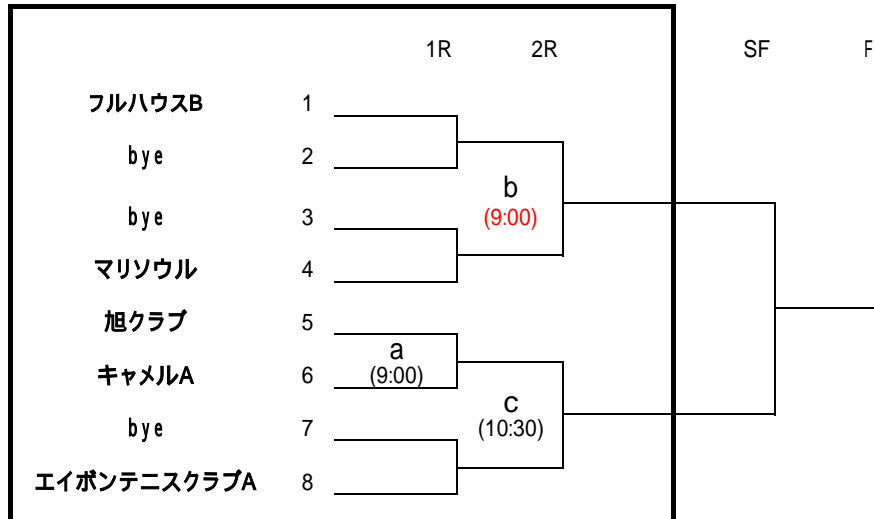 1R 2R SF F
フルハウスB 1
bye 2
b
bye 3 (9:00)
マリソウル 4
旭クラブ 5
a
キャメルA 6 (9:00)
c
bye 7 (10:30)
エイボンテニスクラブA 8